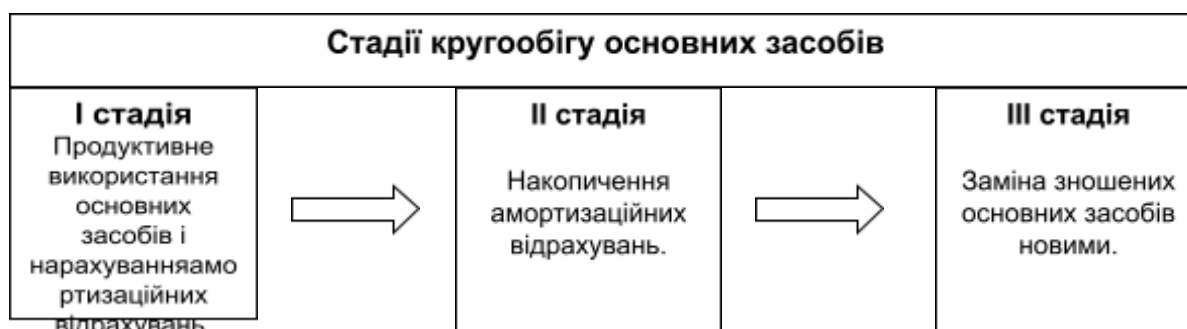 Стадії кругообігу основних засобів
І стадія
Продуктивне
використання
основних
засобів і
нарахуванняамо
ртизаційних
відрахувань
ІІ стадія
Накопичення
амортизаційних
відрахувань.
ІІІ стадія
Заміна зношених
основних засобів
новими.